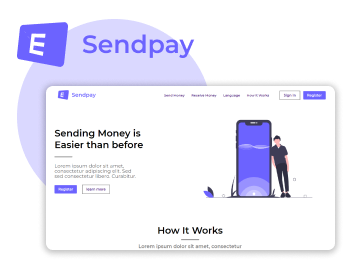 E
Sendpay
E
Sendpay
Send Money
Receive Money
Language
How It Works
Sign In
Register
Sending Money is
Easier than before
Lorem ipsum dolor sit amet,
consectetur adipiscing elit. Sed
sed consectetur libero. Curabitur.
Register
learn more
How It Works
Lorem ipsum dolor sit amet, consectetur